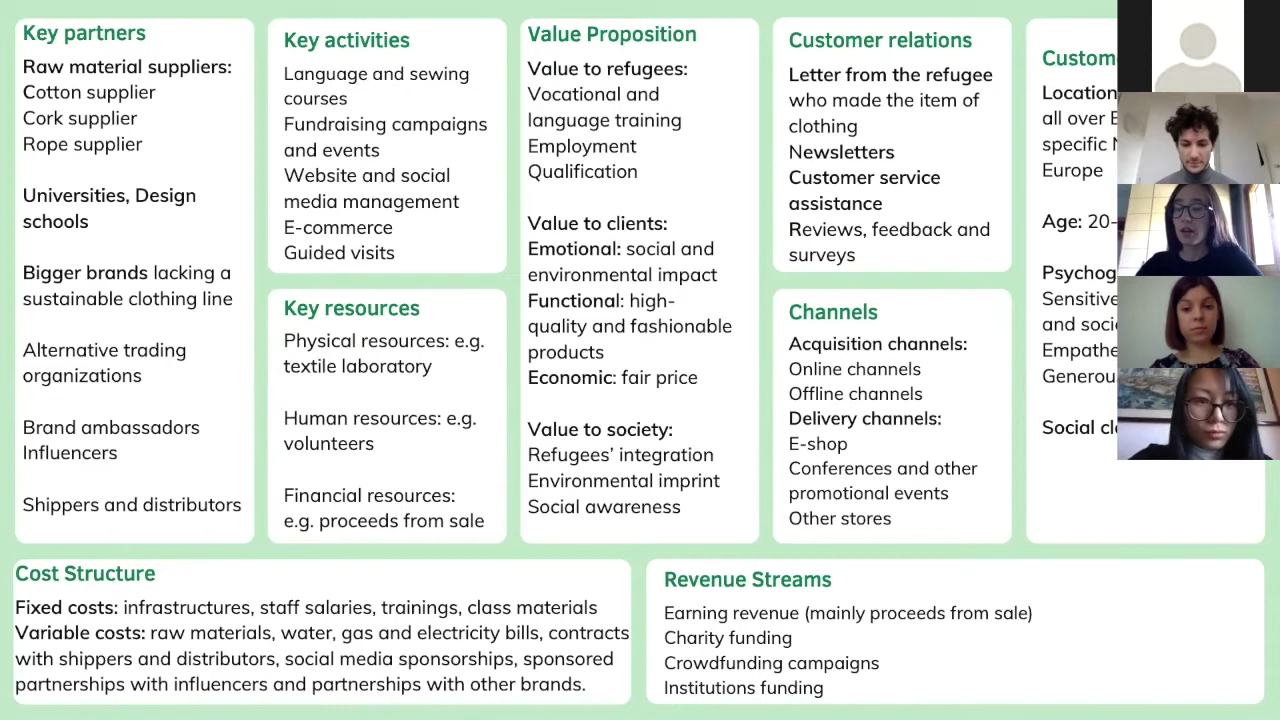 Key partners
Raw material suppliers:
Cotton supplier
Cork supplier
Rope supplier
Universities, Design
schools
Bigger brands lacking a
sustainable clothing line
Alternative trading
organizations
Brand ambassadors
Influencers
Shippers and distributors
Key activities
Language and sewing
courses
Fundraising campaigns
and events
Website and social
media management
E-commerce
Guided visits
Key resources
Physical resources: e.g.
textile laboratory
Human resources: e.g.
volunteers
Financial resources:
e.g. proceeds from sale
Value Proposition
Value to refugees:
Vocational and
language training
Employment
Qualification
Value to clients:
Emotional: social and
environmental impact
Functional: high-
quality and fashionable
products
Economic: fair price
Value to society:
Refugees’ integration
Environmental imprint
Social awareness
Customer relations
Letter from the refugee
who made the item of
clothing
Newsletters
Customer service
assistance
Reviews, feedback and
surveys
Channels
Acquisition channels:
Online channels
Offline channels
Delivery channels:
E-shop
Conferences and other
promotional events
Other stores
Location
all over
specific
Europe
Age: 20-
Sensitive
and
Social
Cost Structure
Fixed costs: infrastructures, staff salaries, trainings, class materials
Variable costs: raw materials, water, gas and electricity bills, contracts
with shippers and distributors, social media sponsorships, sponsored
partnerships with influencers and partnerships with other brands.
Revenue Streams
Earning revenue (mainly proceeds from sale)
Charity funding
Crowdfunding campaigns
Institutions funding